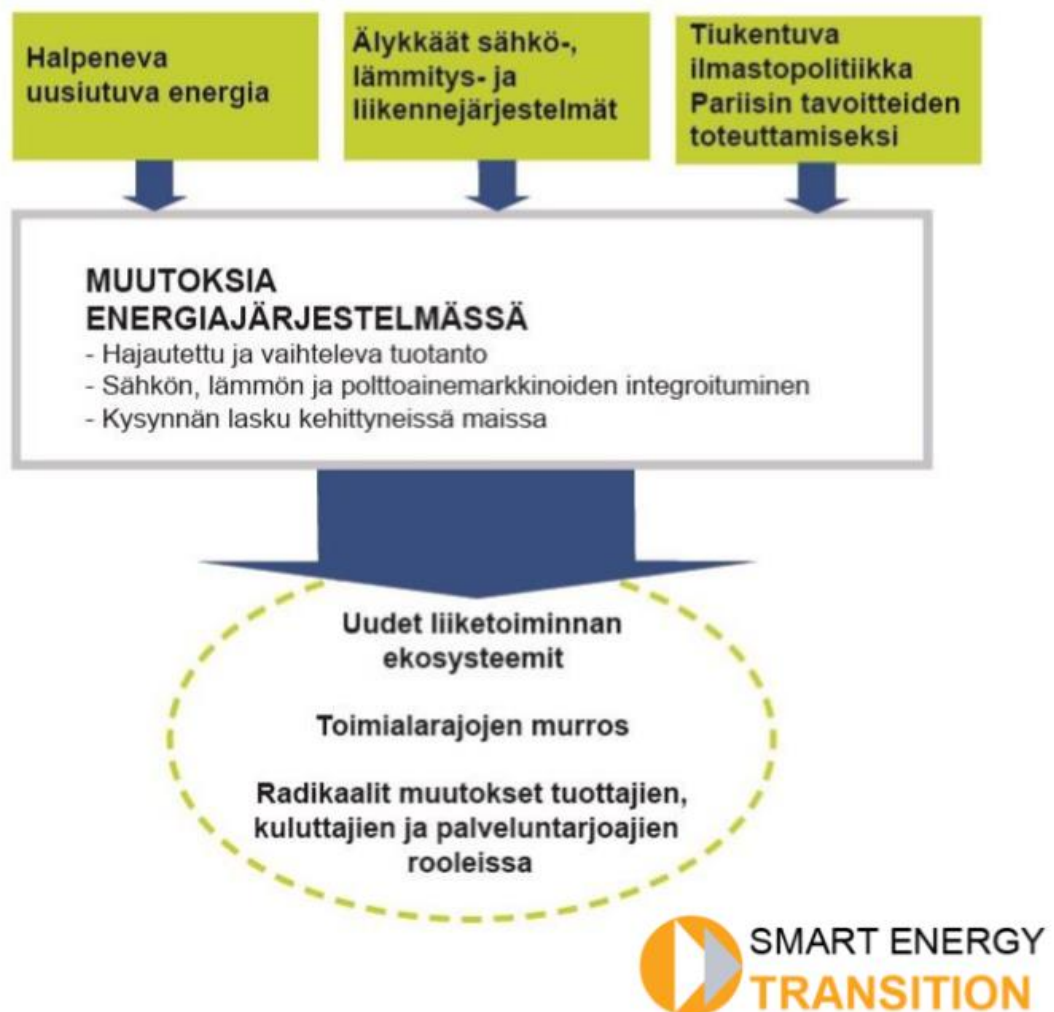 Halpeneva
uusiutuva energia
Älykkäät sähkö-,
lämmitys- ja
liikennejärjestelmät
Tiukentuva
ilmastopolitiikka
Pariisin tavoitteiden
toteuttamiseksi
MUUTOKSIA
ENERGIAJÄRJESTELMÄSSÄ
- Hajautettu ja vaihteleva tuotanto
- Sähkön, lämmön ja polttoainemarkkinoiden integroituminen
- Kysynnän lasku kehittyneissä maissa
Uudet liiketoiminnan
ekosysteemit
Toimialarajojen murros
Radikaalit muutokset tuottajien,
kuluttajien ja palveluntarjoajien
rooleissa
SMART ENERGY
TRANSITION